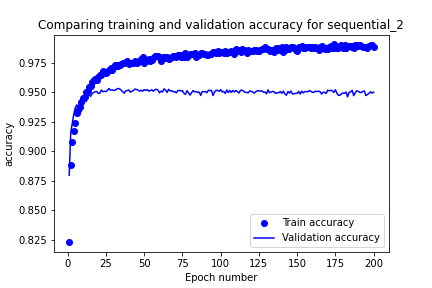 Comparing training and validation accuracy for sequential_2
accuracy
0.975
0.950
0.925
0.900
0.875
0.850
0.825
Train accuracy
Validation accuracy
0 25 50 75 100 125 150 175 200
Epoch number